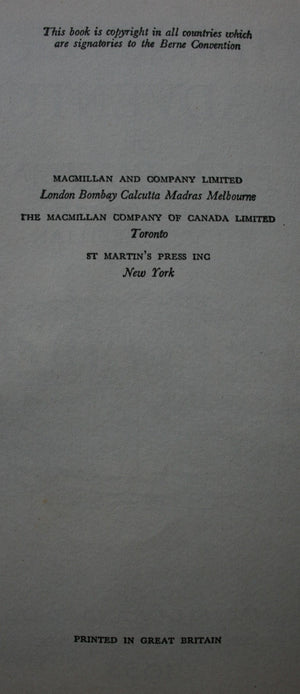 This book is copyright in all countries which
are signatories to the Berne Convention
MACMILLAN AND COMPANY LIMITED
London Bombay Calcutta Madras Melbourne
THE MACMILLAN COMPANY OF CANADA LIMITED
Toronto
ST MARTIN'S PRESS INC
New York
PRINTED IN GREAT BRITAIN